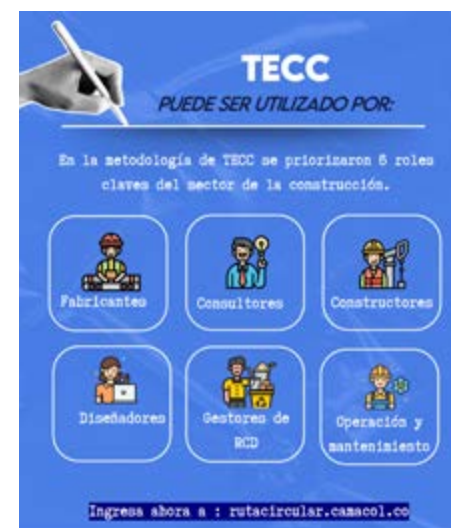 TECC
PUEDE SER UTILIZADO POR:
En la metodología de TECC se priorizaron 6 roles
claves del sector de la construcción.
Fabricantes
Consultores
Constructores
Diseñadores
Gestores de
RCD
Operación y
mantenimiento
Ingresa ahora a : rutacircular.camacol.co